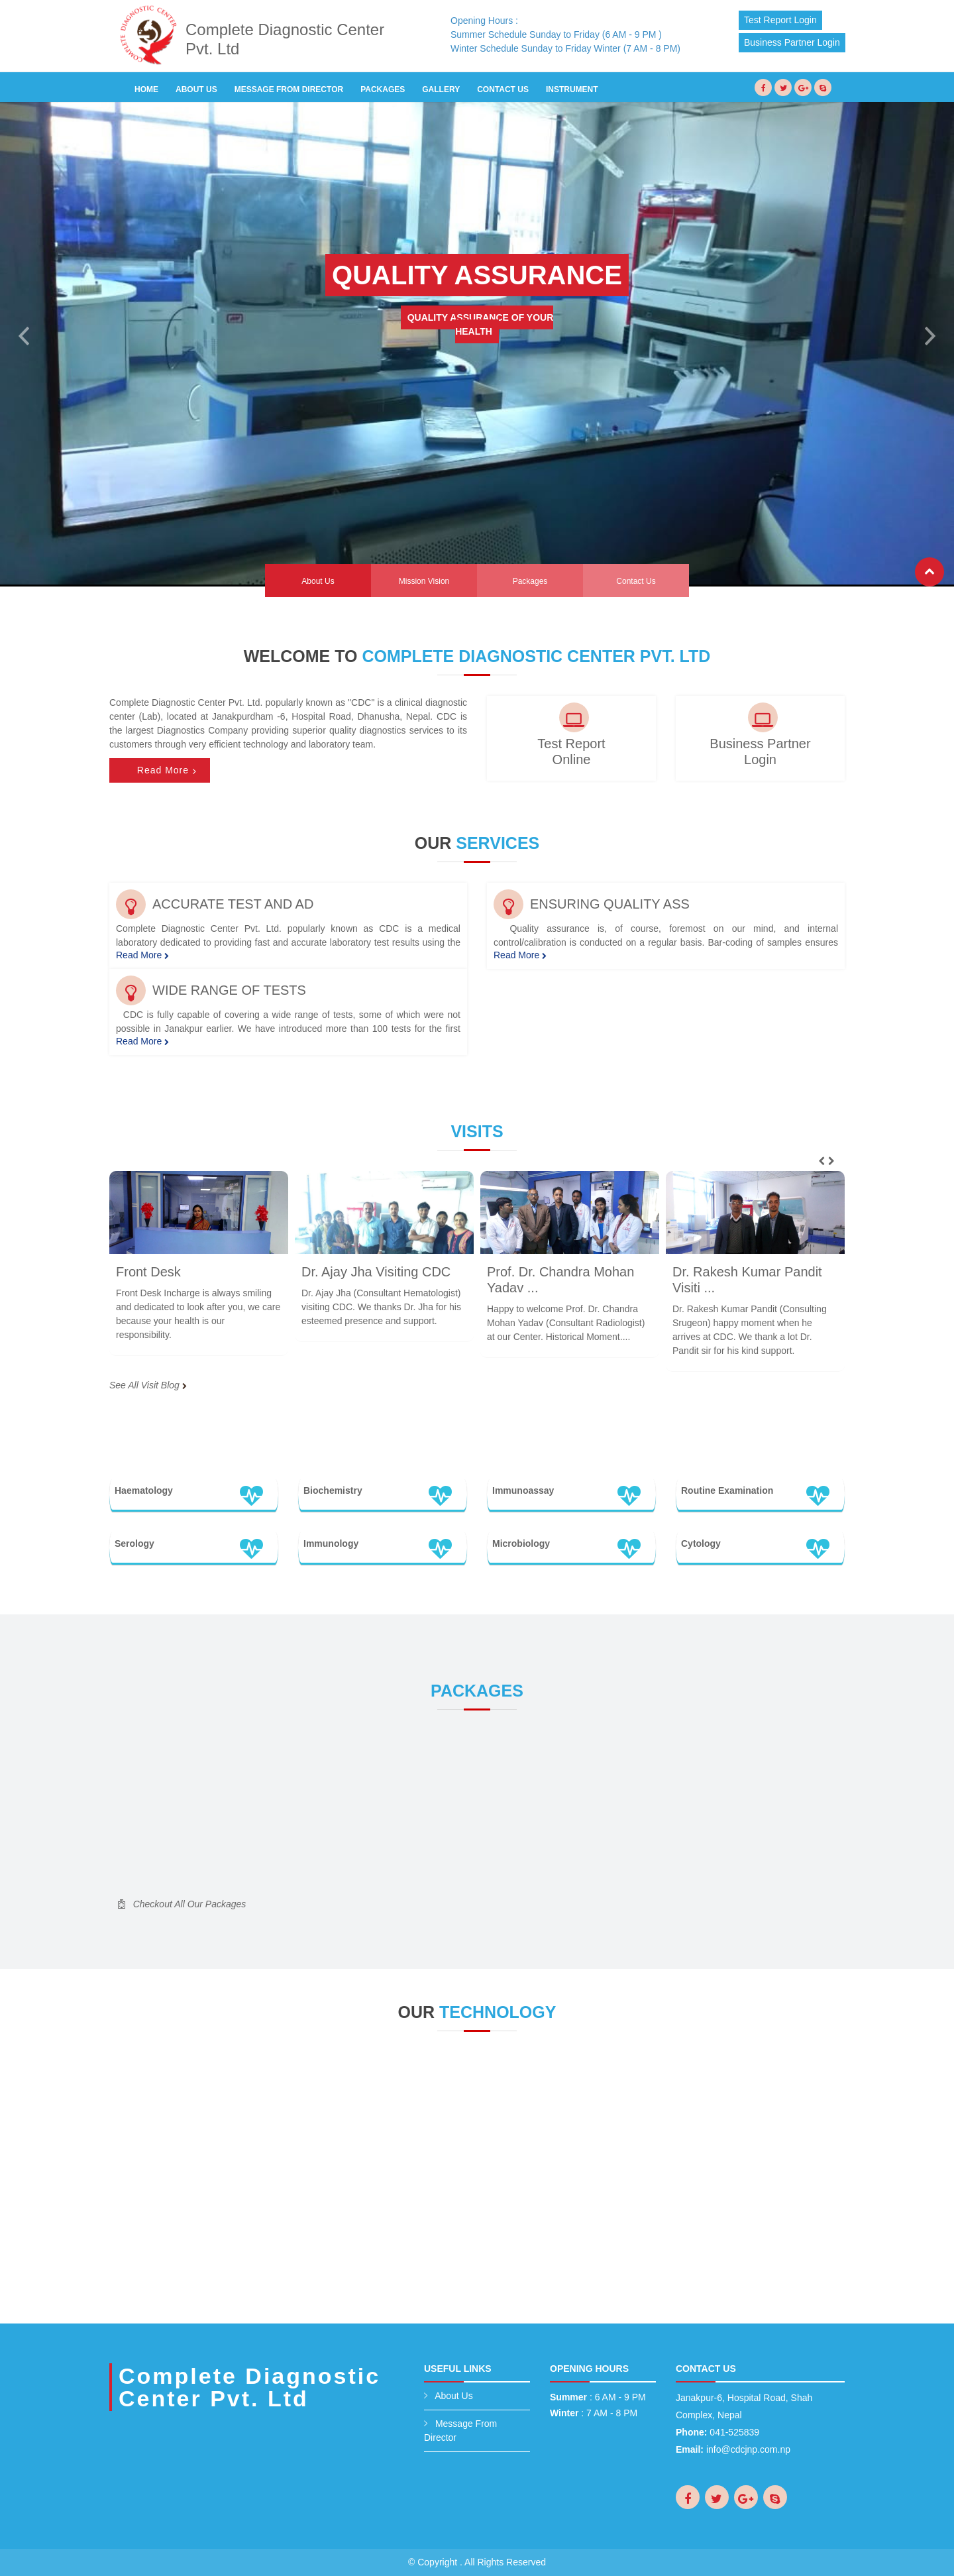 COMPLETE DIAGNOSTIC CENTER
Complete Diagnostic Center
Pvt. Ltd
Opening Hours :
Summer Schedule Sunday to Friday (6 AM - 9 PM )
Winter Schedule Sunday to Friday Winter (7 AM - 8 PM)
Test Report Login
Business Partner Login
HOME ABOUT US MESSAGE FROM DIRECTOR PACKAGES GALLERY CONTACT US INSTRUMENT
QUALITY ASSURANCE
QUALITY ASSURANCE OF YOUR
HEALTH
About Us Mission Vision Packages Contact Us
WELCOME TO COMPLETE DIAGNOSTIC CENTER PVT. LTD
Complete Diagnostic Center Pvt. Ltd. popularly known as "CDC" is a clinical diagnostic
center (Lab), located at Janakpurdham -6, Hospital Road, Dhanusha, Nepal. CDC is
the largest Diagnostics Company providing superior quality diagnostics services to its
customers through very efficient technology and laboratory team.
Read More
Test Report
Online
Business Partner
Login
OUR SERVICES
ACCURATE TEST AND AD
Complete Diagnostic Center Pvt. Ltd. popularly known as CDC is a medical
laboratory dedicated to providing fast and accurate laboratory test results using the
Read More
ENSURING QUALITY ASS
Quality assurance is, of course, foremost on our mind, and internal
control/calibration is conducted on a regular basis. Bar-coding of samples ensures
Read More
WIDE RANGE OF TESTS
CDC is fully capable of covering a wide range of tests, some of which were not
possible in Janakpur earlier. We have introduced more than 100 tests for the first
Read More
VISITS
Front Desk
Front Desk Incharge is always smiling
and dedicated to look after you, we care
because your health is our
responsibility.
Dr. Ajay Jha Visiting CDC
Dr. Ajay Jha (Consultant Hematologist)
visiting CDC. We thanks Dr. Jha for his
esteemed presence and support.
Prof. Dr. Chandra Mohan
Yadav ...
Happy to welcome Prof. Dr. Chandra
Mohan Yadav (Consultant Radiologist)
at our Center. Historical Moment....
Dr. Rakesh Kumar Pandit
Visiti ...
Dr. Rakesh Kumar Pandit (Consulting
Srugeon) happy moment when he
arrives at CDC. We thank a lot Dr.
Pandit sir for his kind support.
See All Visit Blog
Haematology Biochemistry Immunoassay Routine Examination
Serology Immunology Microbiology Cytology
PACKAGES
Checkout All Our Packages
OUR TECHNOLOGY
Complete Diagnostic
Center Pvt. Ltd
USEFUL LINKS
About Us
Message From
Director
OPENING HOURS
Summer : 6 AM - 9 PM
Winter : 7 AM - 8 PM
CONTACT US
Janakpur-6, Hospital Road, Shah
Complex, Nepal
Phone: 041-525839
Email: info@cdcjnp.com.np
© Copyright . All Rights Reserved